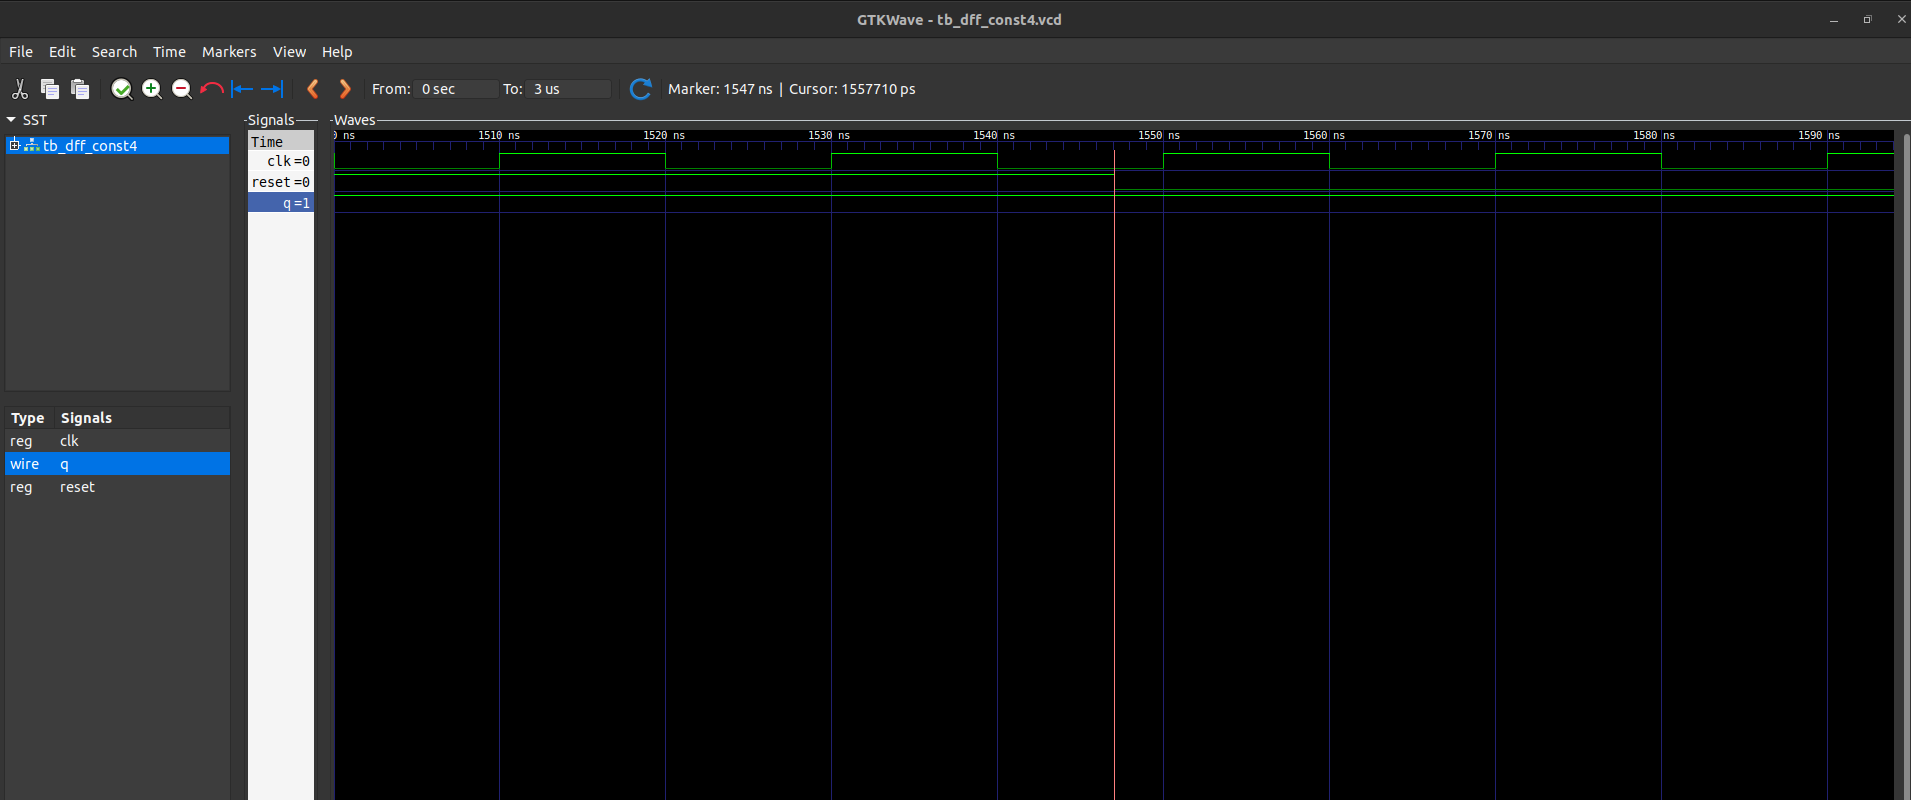 GTKWave - tb_dff_const4.vcd
File Edit Search Time Markers View Help
From: 0 sec To: 3 us Marker: 1547 ns | Cursor: 1557710 ps
SST
tb_dff_const4
Type Signals
reg clk
wire q
reg reset
Signals
Time
clk=0
reset=0
q=1
Waves
0 ns 1510 ns 1520 ns 1530 ns 1540 ns 1550 ns 1560 ns 1570 ns 1580 ns 1590 ns